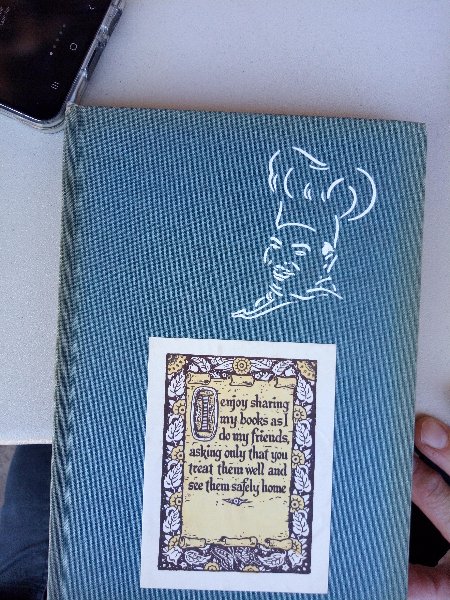 I enjoy sharing
my books as I
do my friends,
asking only that you
treat them well and
see them safely home